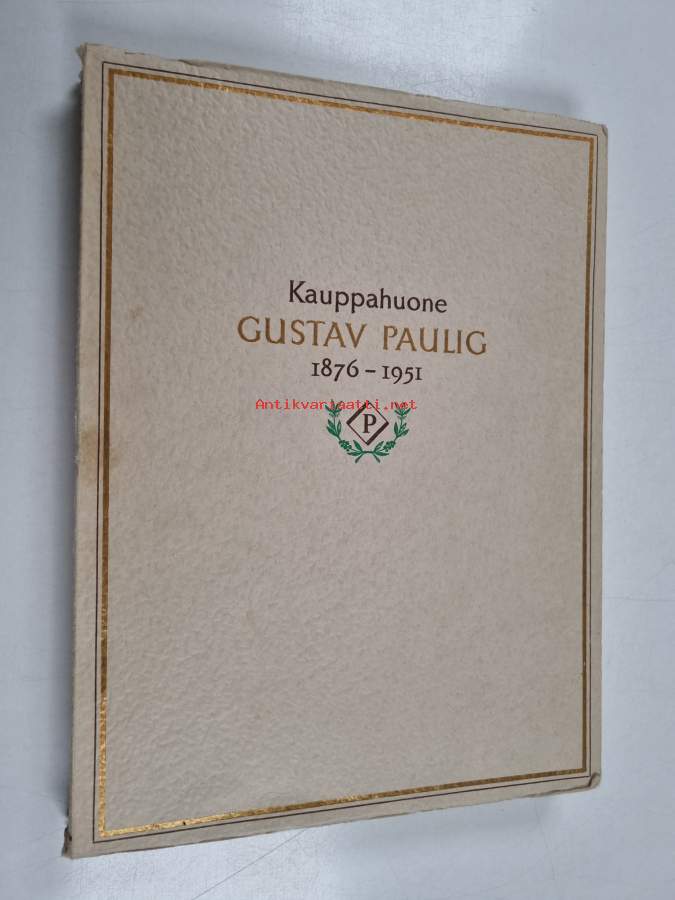 Kauppahuone
GUSTAV PAULIG
1876 – 1951
Antikvariaatti.net
P